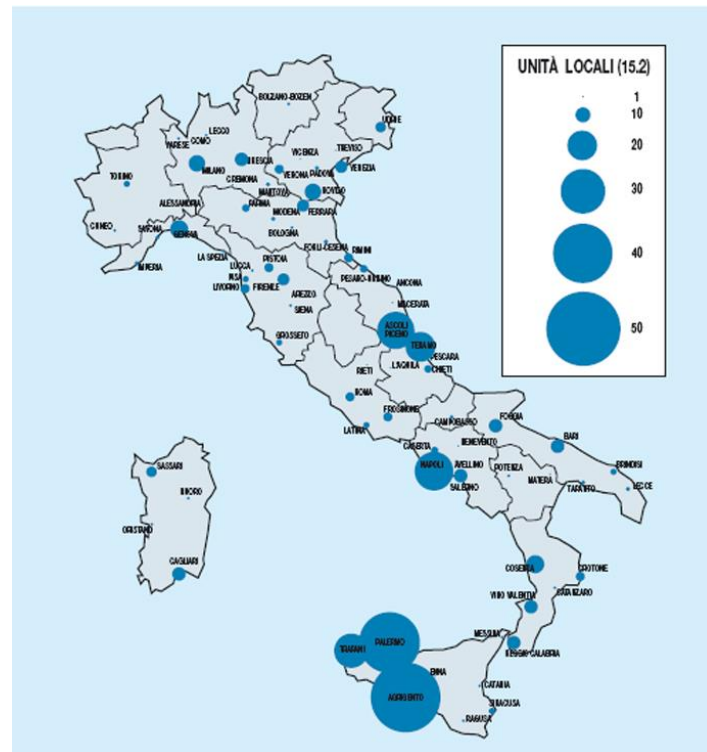 UNITÀ LOCALI (15.2)
1
10
20
30
40
50
BOLZANO-BOZEN
UDINE
LECCO
COMO
VARESE
TREVISO
VICENZA
BRESCIA
MILANO
VERONA
PADOVA
VENEZIA
TORINO
CREMONA
MANTOVA
ROVIGO
ALESSANDRIA
PARMA
MODENA
FERRARA
CUNEO
SAVONA
GENOVA
BOLOGNA
IMPERIA
LA SPEZIA
FORLI-CESENA
RIMINI
LUCCA
PISTOIA
PISA
PESARO-URBINO
LIVORNO
FIRENZE
ANCONA
AREZZO
MACERATA
SIENA
ASCOLI
PICENO
GROSSETO
TERAMO
PESCARA
RIETI
L'AQUILA
CHIETI
ROMA
FROSINONE
LATINA
CAMPOBASSO
FOGGIA
CASERTA
BENEVENTO
BARI
NAPOLI
AVELLINO
SALERNO
POTENZA
MATERA
BRINDISI
TARANTO
LECCE
SASSARI
NUORO
ORISTANO
CAGLIARI
COSENZA
CROTONE
CATANZARO
VIBO VALENTIA
MESSINA
REGGIO CALABRIA
TRAPANI
PALERMO
ENNA
AGRIGENTO
CATANIA
SIRACUSA
RAGUSA